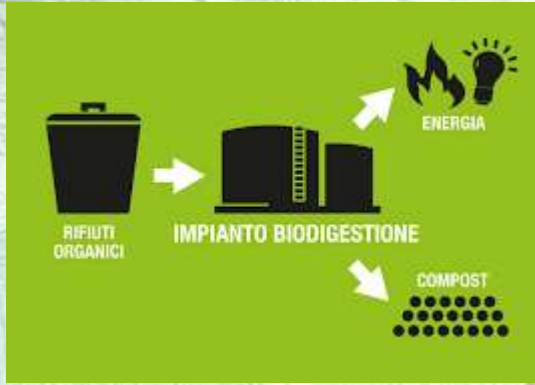 RIFIUTI
ORGANICI
IMPIANTO BIODIGESTIONE
ENERGIA
COMPOST